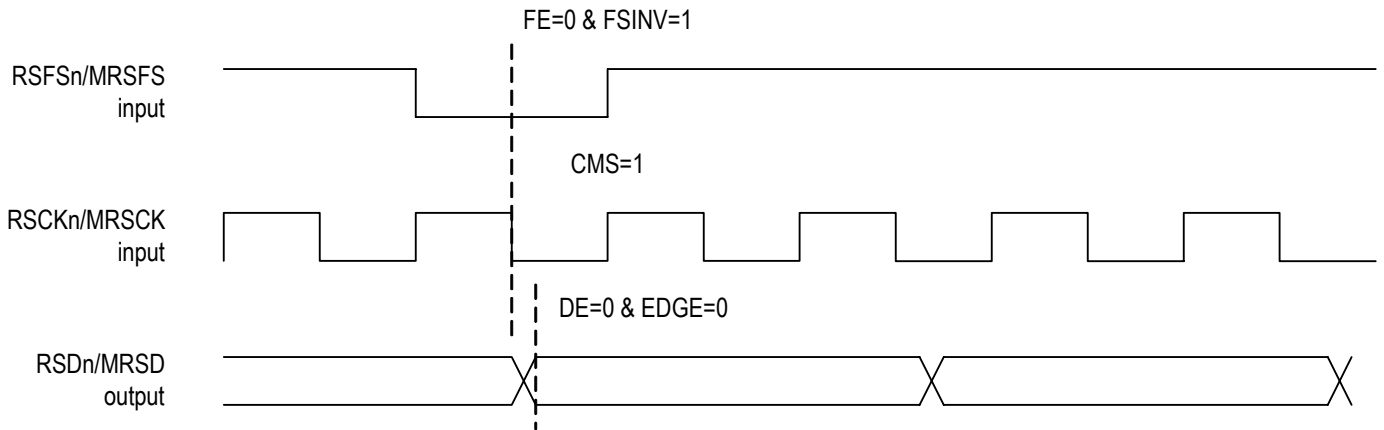 FE=0 & FSINV=1
RSFSn/MRSFS
input
CMS=1
RSCKn/MRSCK
input
DE=0 & EDGE=0
RSDn/MRSD
output